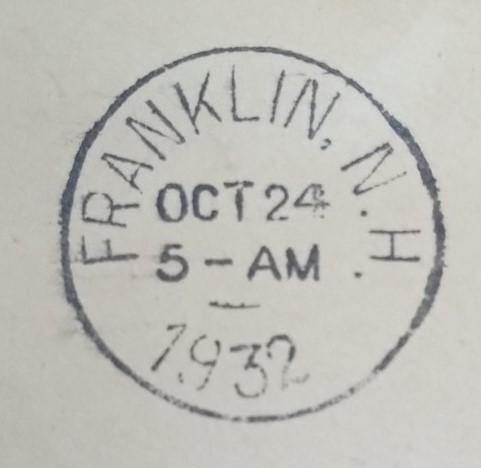 FRANKLIN, N. H.
OCT 24
5-AM
1932